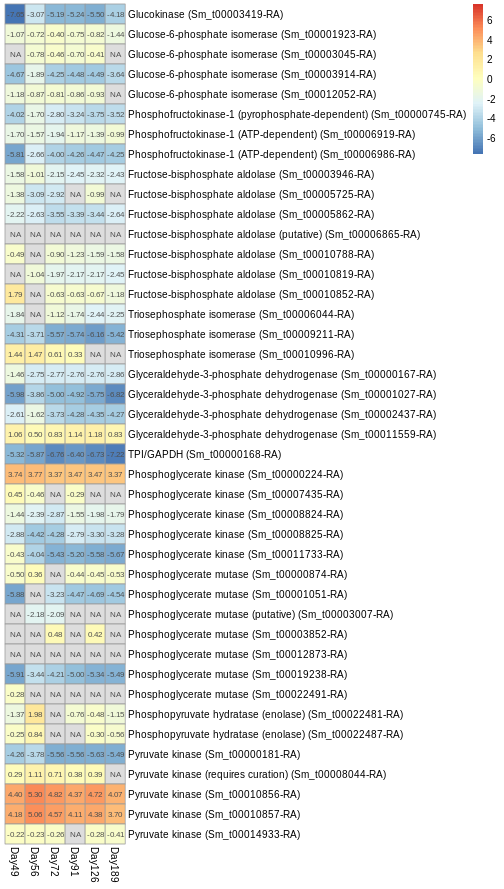 -7.65 -3.07 -5.19 -5.24 -5.50 -4.18 Glucokinase (Sm_t00003419-RA)
-1.07 -0.72 -0.40 -0.75 -0.82 -1.44 Glucose-6-phosphate isomerase (Sm_t00001923-RA)
NA -0.78 -0.46 -0.70 -0.41 NA Glucose-6-phosphate isomerase (Sm_t00003045-RA)
-4.67 -1.89 -4.25 -4.48 -4.49 -3.64 Glucose-6-phosphate isomerase (Sm_t00003914-RA)
-1.18 -0.87 -0.81 -0.86 -0.93 NA Glucose-6-phosphate isomerase (Sm_t00012052-RA)
-4.02 -1.70 -2.80 -3.24 -3.75 -3.52 Phosphofructokinase-1 (pyrophosphate-dependent) (Sm_t00000745-RA)
-1.70 -1.57 -1.94 -1.17 -1.39 -0.99 Phosphofructokinase-1 (ATP-dependent) (Sm_t00006919-RA)
-5.81 -2.66 -4.00 -4.26 -4.47 -4.25 Phosphofructokinase-1 (ATP-dependent) (Sm_t00006986-RA)
-1.58 -1.01 -2.15 -2.45 -2.32 -2.43 Fructose-bisphosphate aldolase (Sm_t00003946-RA)
-1.38 -3.09 -2.92 NA -0.99 NA Fructose-bisphosphate aldolase (Sm_t00005725-RA)
-2.22 -2.63 -3.55 -3.39 -3.44 -2.64 Fructose-bisphosphate aldolase (Sm_t00005862-RA)
NA NA NA NA NA NA Fructose-bisphosphate aldolase (putative) (Sm_t00006865-RA)
-0.49 NA -0.90 -1.23 -1.59 -1.58 Fructose-bisphosphate aldolase (Sm_t00010788-RA)
NA -1.04 -1.97 -2.17 -2.17 -2.45 Fructose-bisphosphate aldolase (Sm_t00010819-RA)
1.79 NA -0.63 -0.63 -0.67 -1.18 Fructose-bisphosphate aldolase (Sm_t00010852-RA)
-1.84 NA -1.12 -1.74 -2.44 -2.25 Triosephosphate isomerase (Sm_t00006044-RA)
-4.31 -3.71 -5.57 -5.74 -6.16 -5.42 Triosephosphate isomerase (Sm_t00009211-RA)
1.44 1.47 0.61 0.33 NA NA Triosephosphate isomerase (Sm_t00010996-RA)
-1.46 -2.75 -2.77 -2.76 -2.76 -2.86 Glyceraldehyde-3-phosphate dehydrogenase (Sm_t00000167-RA)
-5.98 -3.86 -5.00 -4.92 -5.75 -6.82 Glyceraldehyde-3-phosphate dehydrogenase (Sm_t00001027-RA)
-2.61 -1.62 -3.73 -4.28 -4.35 -4.27 Glyceraldehyde-3-phosphate dehydrogenase (Sm_t00002437-RA)
1.06 0.50 0.83 1.14 1.18 0.83 Glyceraldehyde-3-phosphate dehydrogenase (Sm_t00011559-RA)
-5.32 -5.87 -6.76 -6.40 -6.73 -7.22 TPI/GAPDH (Sm_t00000168-RA)
3.74 3.77 3.37 3.47 3.47 3.37 Phosphoglycerate kinase (Sm_t00000224-RA)
0.45 -0.46 NA -0.29 NA NA Phosphoglycerate kinase (Sm_t00007435-RA)
-1.44 -2.39 -2.87 -1.55 -1.98 -1.79 Phosphoglycerate kinase (Sm_t00008824-RA)
-2.88 -4.42 -4.28 -2.79 -3.30 -3.28 Phosphoglycerate kinase (Sm_t00008825-RA)
-0.43 -4.04 -5.43 -5.20 -5.58 -5.67 Phosphoglycerate kinase (Sm_t00011733-RA)
-0.50 0.36 NA -0.44 -0.45 -0.53 Phosphoglycerate mutase (Sm_t00000874-RA)
-5.88 NA -3.23 -4.47 -4.69 -4.54 Phosphoglycerate mutase (Sm_t00001051-RA)
NA -2.18 -2.09 NA NA NA Phosphoglycerate mutase (putative) (Sm_t00003007-RA)
NA NA 0.48 NA 0.42 NA Phosphoglycerate mutase (Sm_t00003852-RA)
NA NA NA NA NA NA Phosphoglycerate mutase (Sm_t00012873-RA)
-5.91 -3.44 -4.21 -5.00 -5.34 -5.49 Phosphoglycerate mutase (Sm_t00019238-RA)
-0.28 NA NA NA NA NA Phosphoglycerate mutase (Sm_t00022491-RA)
-1.37 1.98 NA -0.76 -0.48 -1.15 Phosphopyruvate hydratase (enolase) (Sm_t00022481-RA)
-0.25 0.84 NA NA -0.30 -0.56 Phosphopyruvate hydratase (enolase) (Sm_t00022487-RA)
-4.26 -3.78 -5.56 -5.56 -5.63 -5.49 Pyruvate kinase (Sm_t00000181-RA)
0.29 1.11 0.71 0.38 0.39 NA Pyruvate kinase (requires curation) (Sm_t00008044-RA)
4.40 5.30 4.82 4.37 4.72 4.07 Pyruvate kinase (Sm_t00010856-RA)
4.18 5.06 4.57 4.11 4.38 3.70 Pyruvate kinase (Sm_t00010857-RA)
-0.22 -0.23 -0.26 NA -0.28 -0.41 Pyruvate kinase (Sm_t00014933-RA)
Day49 Day56 Day72 Day91 Day126 Day189
6
4
2
0
-2
-4
-6